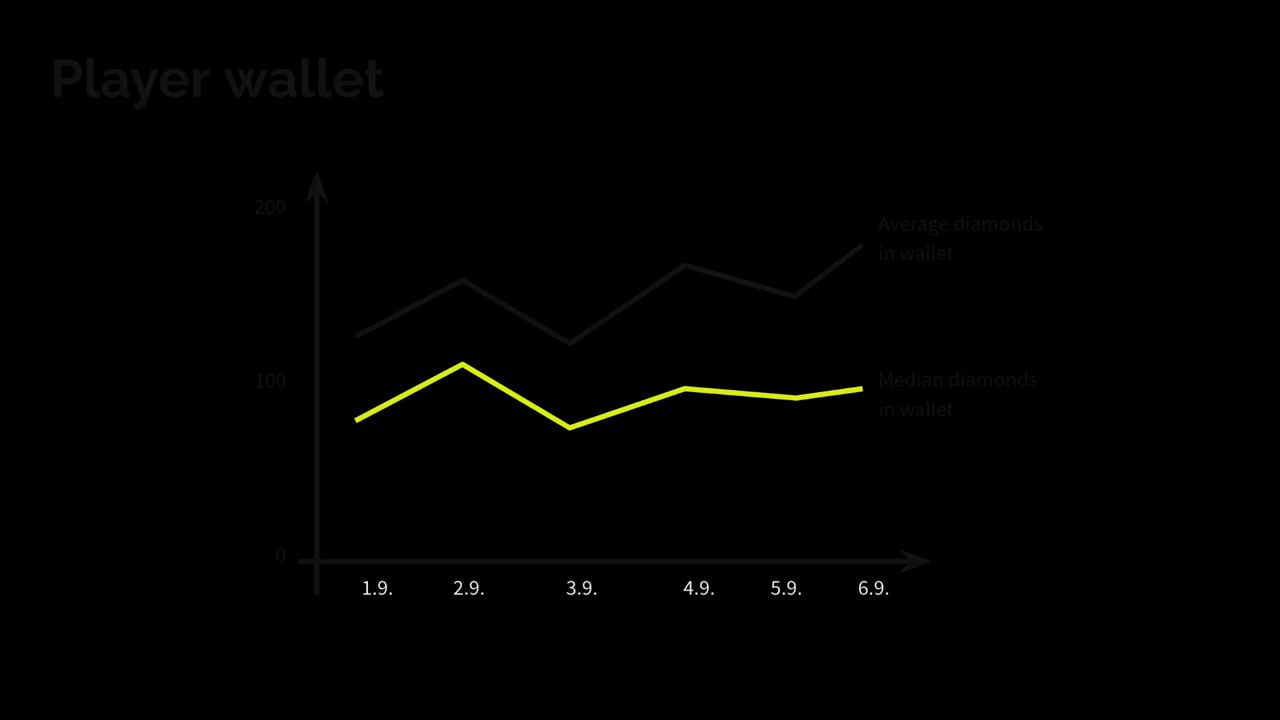 Player wallet
200
Average diamonds
in wallet
100
Median diamonds
in wallet
0
1.9. 2.9. 3.9. 4.9. 5.9. 6.9.